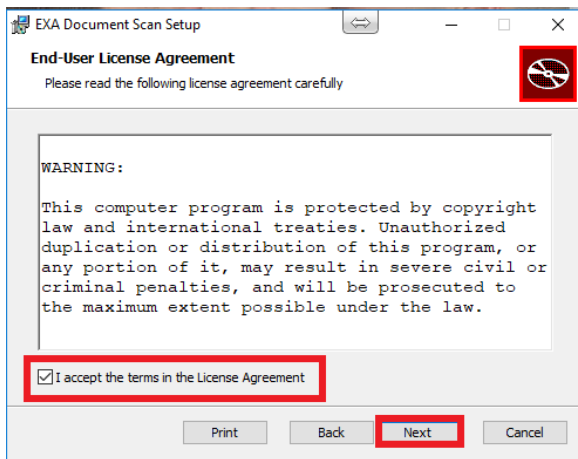 EXA Document Scan Setup
End-User License Agreement
Please read the following license agreement carefully
WARNING:
This computer program is protected by copyright
law and international treaties. Unauthorized
duplication or distribution of this program, or
any portion of it, may result in severe civil or
criminal penalties, and will be prosecuted to
the maximum extent possible under the law.
I accept the terms in the License Agreement
Print Back Next Cancel